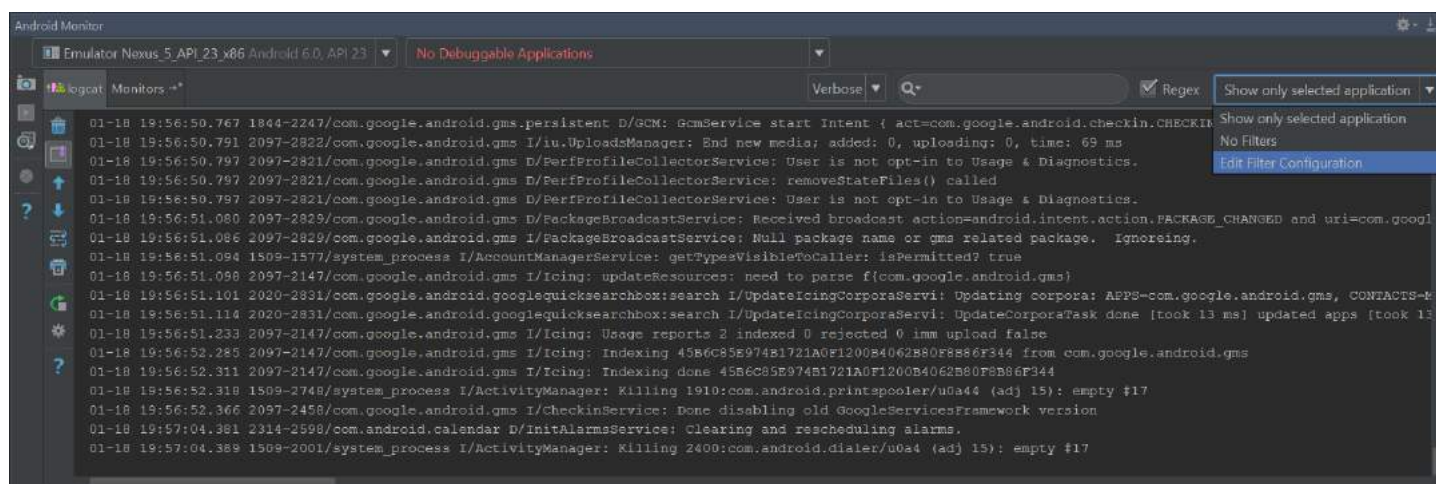 Android Monitor
Emulator Nexus_5_API_23_x86 Android 6.0, API 23
No Debuggable Applications
logcat
Monitors
Verbose
Regex
Show only selected application
Show only selected application
No Filters
Edit Filter Configuration
01-18 19:56:50.767 1844-2247/com.google.android.gms.persistent D/GCM: GcmService start Intent { act=com.google.android.checkin.CHECKIN
01-18 19:56:50.791 2097-2822/com.google.android.gms I/iu.UploadsManager: End new media; added: 0, uploading: 0, time: 69 ms
01-18 19:56:50.797 2097-2821/com.google.android.gms D/PerfProfileCollectorService: User is not opt-in to Usage & Diagnostics.
01-18 19:56:50.797 2097-2821/com.google.android.gms D/PerfProfileCollectorService: removeStateFiles() called
01-18 19:56:50.797 2097-2821/com.google.android.gms D/PerfProfileCollectorService: User is not opt-in to Usage & Diagnostics.
01-18 19:56:51.080 2097-2829/com.google.android.gms D/PackageBroadcastService: Received broadcast action=android.intent.action.PACKAGE_CHANGED and uri=com.googl
01-18 19:56:51.086 2097-2829/com.google.android.gms I/PackageBroadcastService: Null package name or gms related package. Ignoreing.
01-18 19:56:51.094 1509-1577/system_process I/AccountManagerService: getTypesVisibleToCaller: isPermitted? true
01-18 19:56:51.098 2097-2147/com.google.android.gms I/Icing: updateResources: need to parse f{com.google.android.gms}
01-18 19:56:51.101 2020-2831/com.google.android.googlequicksearchbox:search I/UpdateIcingCorporaServi: Updating corpora: APPS=com.google.android.gms, CONTACTS=M
01-18 19:56:51.114 2020-2831/com.google.android.googlequicksearchbox:search I/UpdateIcingCorporaServi: UpdateCorporaTask done [took 13 ms] updated apps [took 13
01-18 19:56:51.233 2097-2147/com.google.android.gms I/Icing: Usage reports 2 indexed 0 rejected 0 imm upload false
01-18 19:56:52.285 2097-2147/com.google.android.gms I/Icing: Indexing 45B6C85E974B1721A0F1200B4062B80F8B86F344 from com.google.android.gms
01-18 19:56:52.311 2097-2147/com.google.android.gms I/Icing: Indexing done 45B6C85E974B1721A0F1200B4062B80F8B86F344
01-18 19:56:52.318 1509-2748/system_process I/ActivityManager: Killing 1910:com.android.printspooler/u0a44 (adj 15): empty #17
01-18 19:56:52.366 2097-2458/com.google.android.gms I/CheckinService: Done disabling old GoogleServicesFramework version
01-18 19:57:04.381 2314-2598/com.android.calendar D/InitAlarmsService: Clearing and rescheduling alarms.
01-18 19:57:04.389 1509-2001/system_process I/ActivityManager: Killing 2400:com.android.dialer/u0a4 (adj 15): empty #17